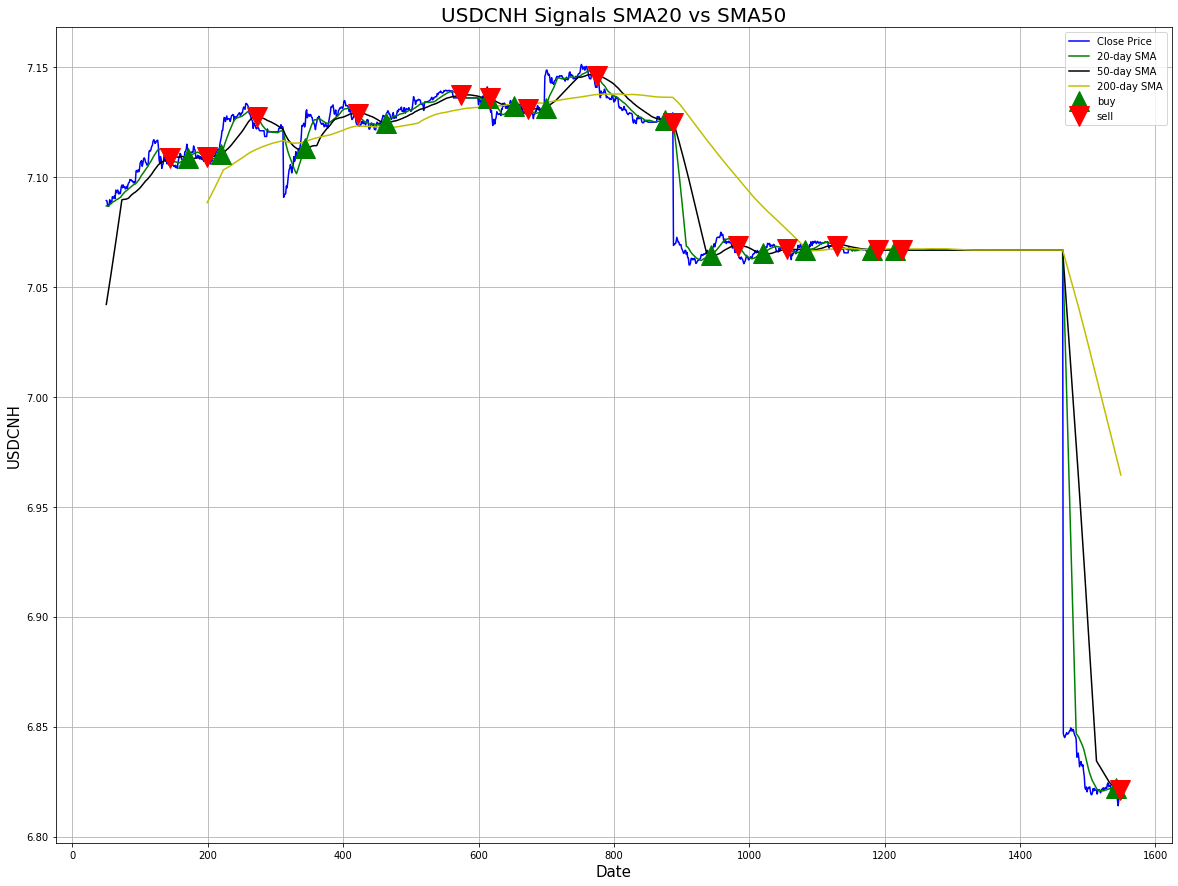 USDCNH Signals SMA20 vs SMA50
Close Price
20-day SMA
50-day SMA
200-day SMA
buy
sell
7.15
7.10
7.05
7.00
6.95
6.90
6.85
6.80
USDCNH
0 200 400 600 800 1000 1200 1400 1600
Date